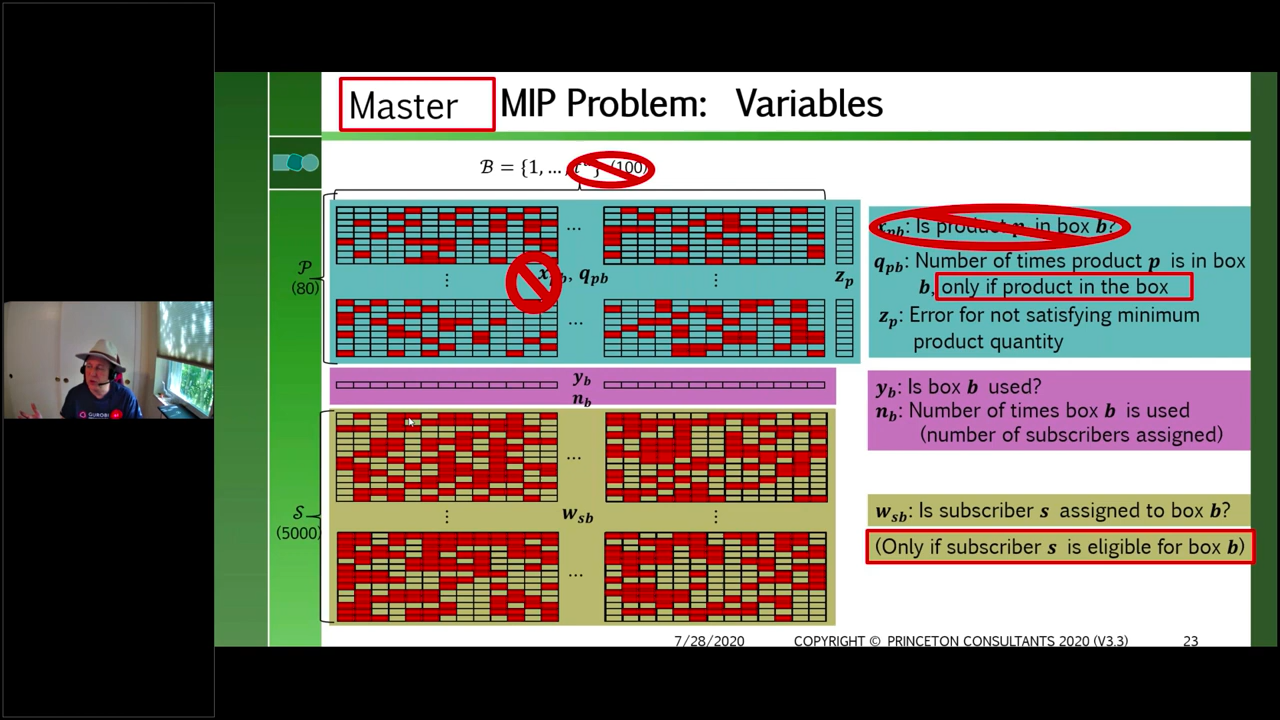 Master MIP Problem: Variables
ℬ = {1, …, } (100)
𝒫
(80)
… …
⋮ , q_pb ⋮ z_p
y_b
n_b
𝒮
(5000)
… …
⋮ w_sb ⋮
x_pb: Is product p in box b?
q_pb: Number of times product p is in box
b, only if product in the box
z_p: Error for not satisfying minimum
product quantity
y_b: Is box b used?
n_b: Number of times box b is used
(number of subscribers assigned)
w_sb: Is subscriber s assigned to box b?
(Only if subscriber s is eligible for box b)
7/28/2020 COPYRIGHT © PRINCETON CONSULTANTS 2020 (V3.3) 23
GUROBI